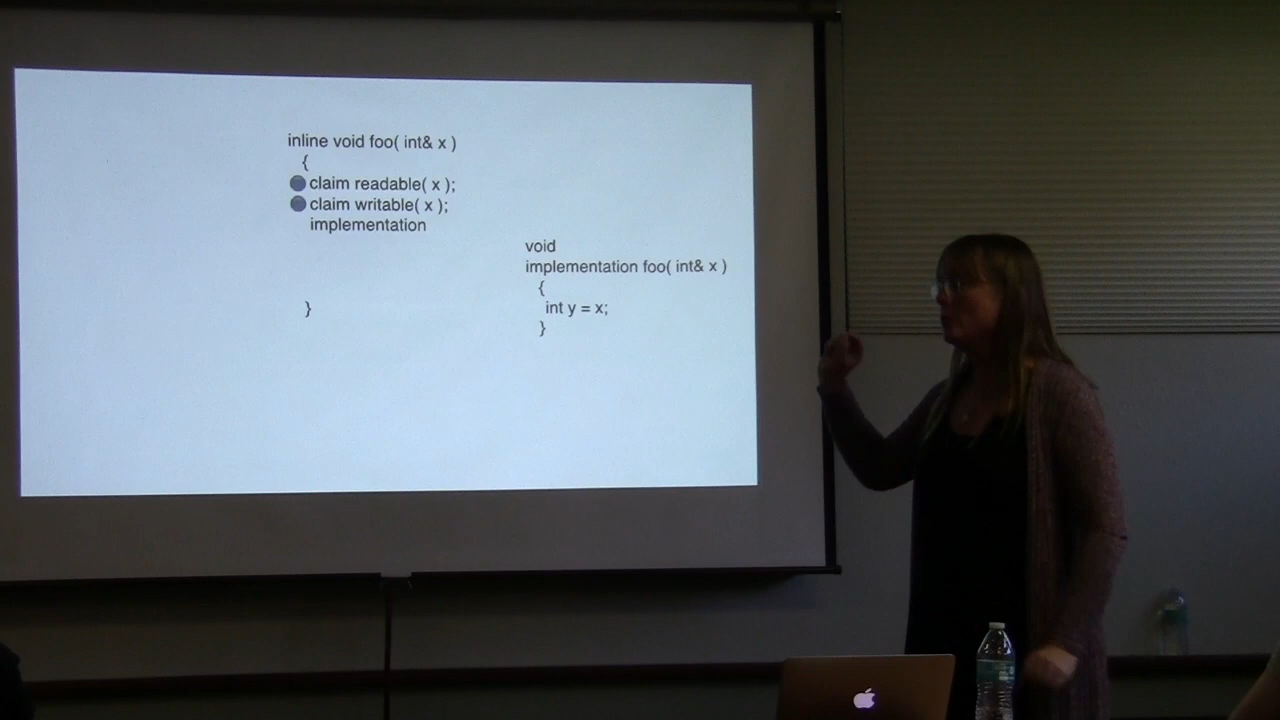 inline void foo( int& x )
{
claim readable( x );
claim writable( x );
implementation
}
void
implementation foo( int& x )
{
int y = x;
}